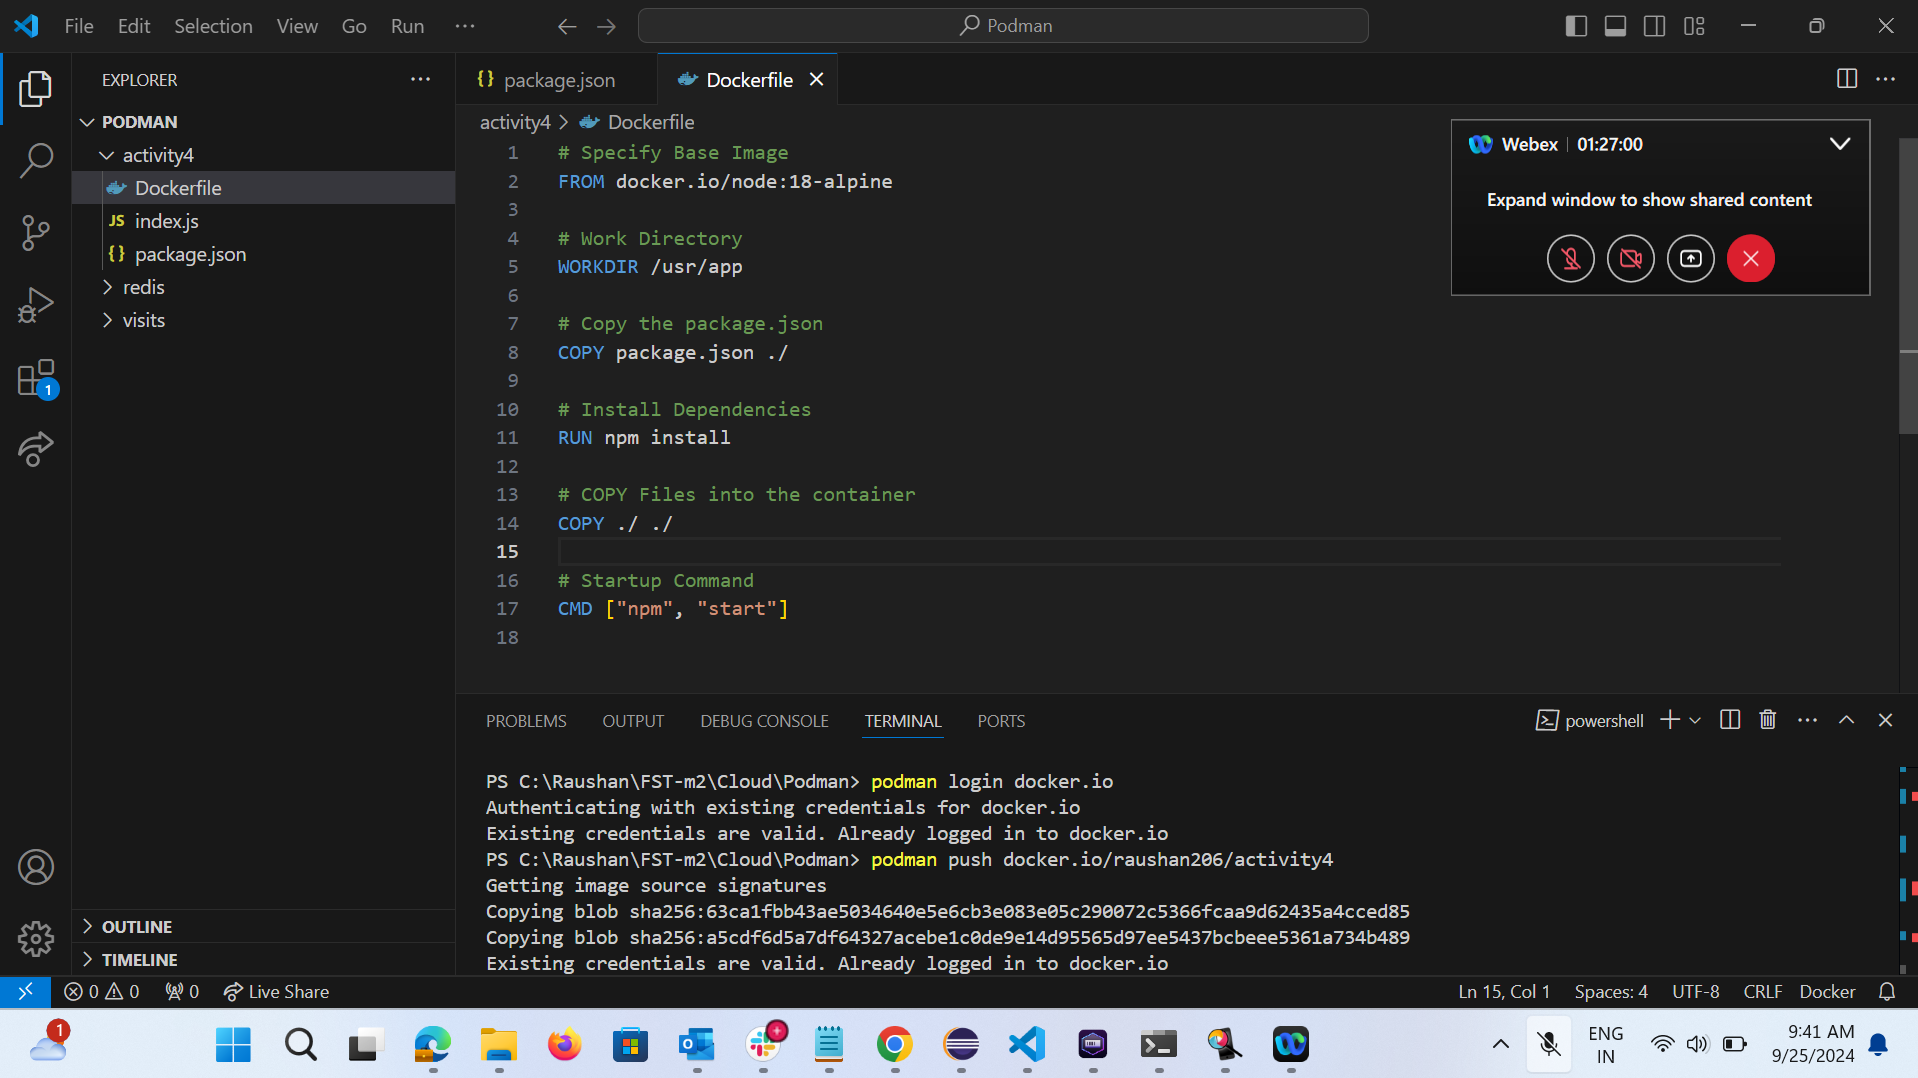 File Edit Selection View Go Run ···
Podman
EXPLORER
PODMAN
activity4
Dockerfile
JS index.js
{} package.json
redis
visits
1
OUTLINE
TIMELINE
{} package.json
Dockerfile
activity4 > Dockerfile
1 # Specify Base Image
2 FROM docker.io/node:18-alpine
3
4 # Work Directory
5 WORKDIR /usr/app
6
7 # Copy the package.json
8 COPY package.json ./
9
10 # Install Dependencies
11 RUN npm install
12
13 # COPY Files into the container
14 COPY ./ ./
15
16 # Startup Command
17 CMD ["npm", "start"]
18
Webex | 01:27:00
Expand window to show shared content
PROBLEMS OUTPUT DEBUG CONSOLE TERMINAL PORTS
powershell
PS C:\Raushan\FST-m2\Cloud\Podman> podman login docker.io
Authenticating with existing credentials for docker.io
Existing credentials are valid. Already logged in to docker.io
PS C:\Raushan\FST-m2\Cloud\Podman> podman push docker.io/raushan206/activity4
Getting image source signatures
Copying blob sha256:63ca1fbb43ae5034640e5e6cb3e083e05c290072c5366fcaa9d62435a4cced85
Copying blob sha256:a5cdf6d5a7df64327acebe1c0de9e14d95565d97ee5437bcbeee5361a734b489
Existing credentials are valid. Already logged in to docker.io
0 0 0 Live Share
Ln 15, Col 1 Spaces: 4 UTF-8 CRLF Docker
1
ENG
IN
9:41 AM
9/25/2024